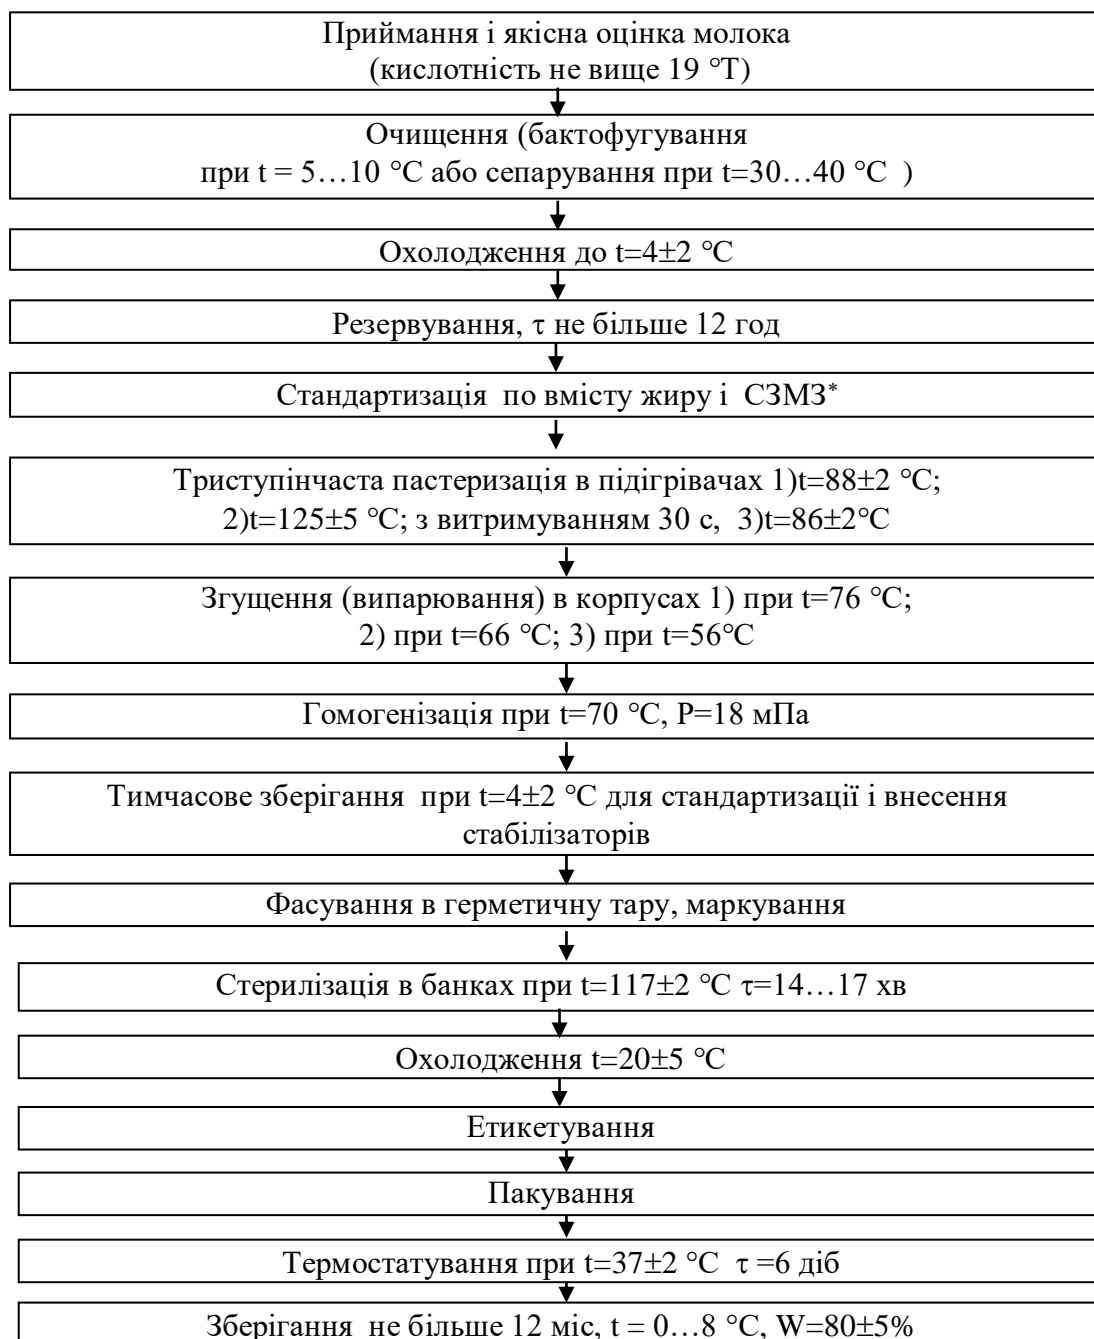 Приймання і якісна оцінка молока
(кислотність не вище 19 °Т)
Очищення (бактофугування
при t = 5…10 °С або сепарування при t=30…40 °С )
Охолодження до t=4±2 °С
Резервування, τ не більше 12 год
Стандартизація по вмісту жиру і СЗМЗ*
Триступінчаста пастеризація в підігрівачах 1)t=88±2 °С;
2)t=125±5 °С; з витримуванням 30 с, 3)t=86±2°С
Згущення (випарювання) в корпусах 1) при t=76 °С;
2) при t=66 °С; 3) при t=56°С
Гомогенізація при t=70 °С, Р=18 мПа
Тимчасове зберігання при t=4±2 °С для стандартизації і внесення
стабілізаторів
Фасування в герметичну тару, маркування
Стерилізація в банках при t=117±2 °С τ=14…17 хв
Охолодження t=20±5 °С
Етикетування
Пакування
Термостатування при t=37±2 °С τ =6 діб
Зберігання не більше 12 міс, t = 0…8 °С, W=80±5%